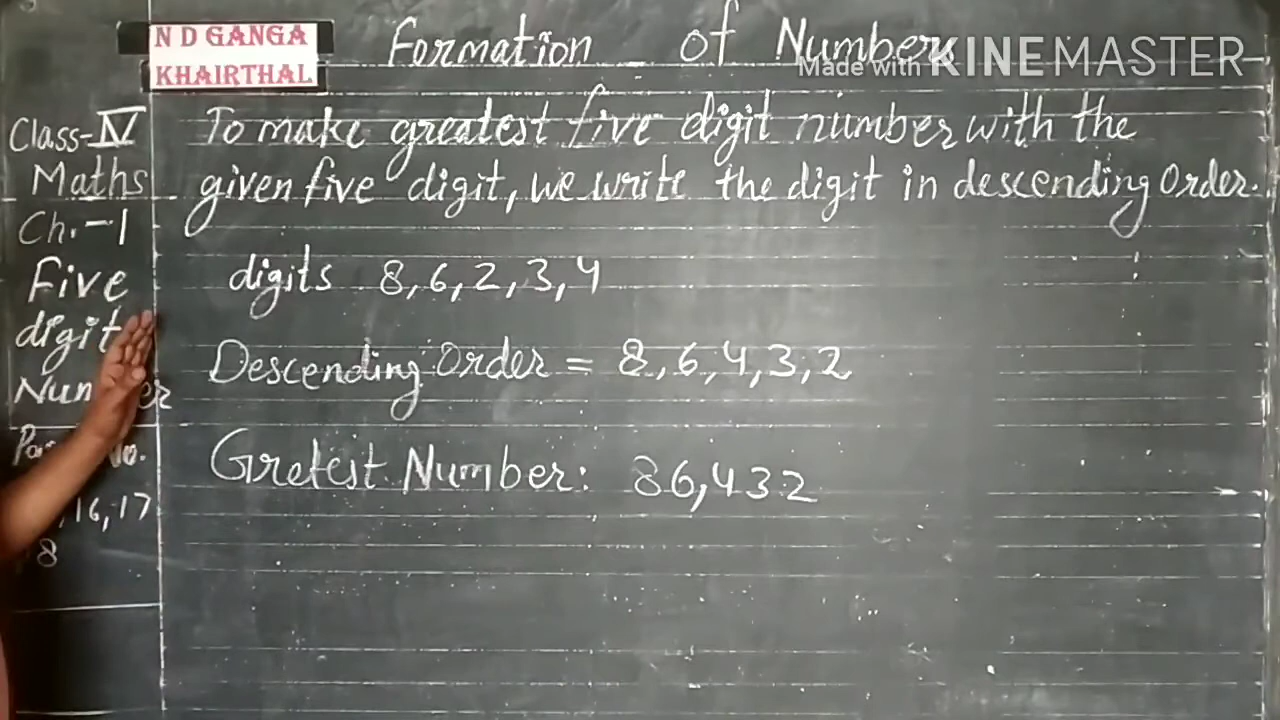 N D GANGA
KHAIRTHAL
Formation of Number
Made with KINEMASTER
Class-IV
Maths
Ch.-1
Five
digit
To make greatest five digit number with the
given five digit, we write the digit in descending order.
digits 8,6,2,3,4
Descending Order = 8,6,4,3,2
Gretest Number: 86,432
No.
,16,17
8